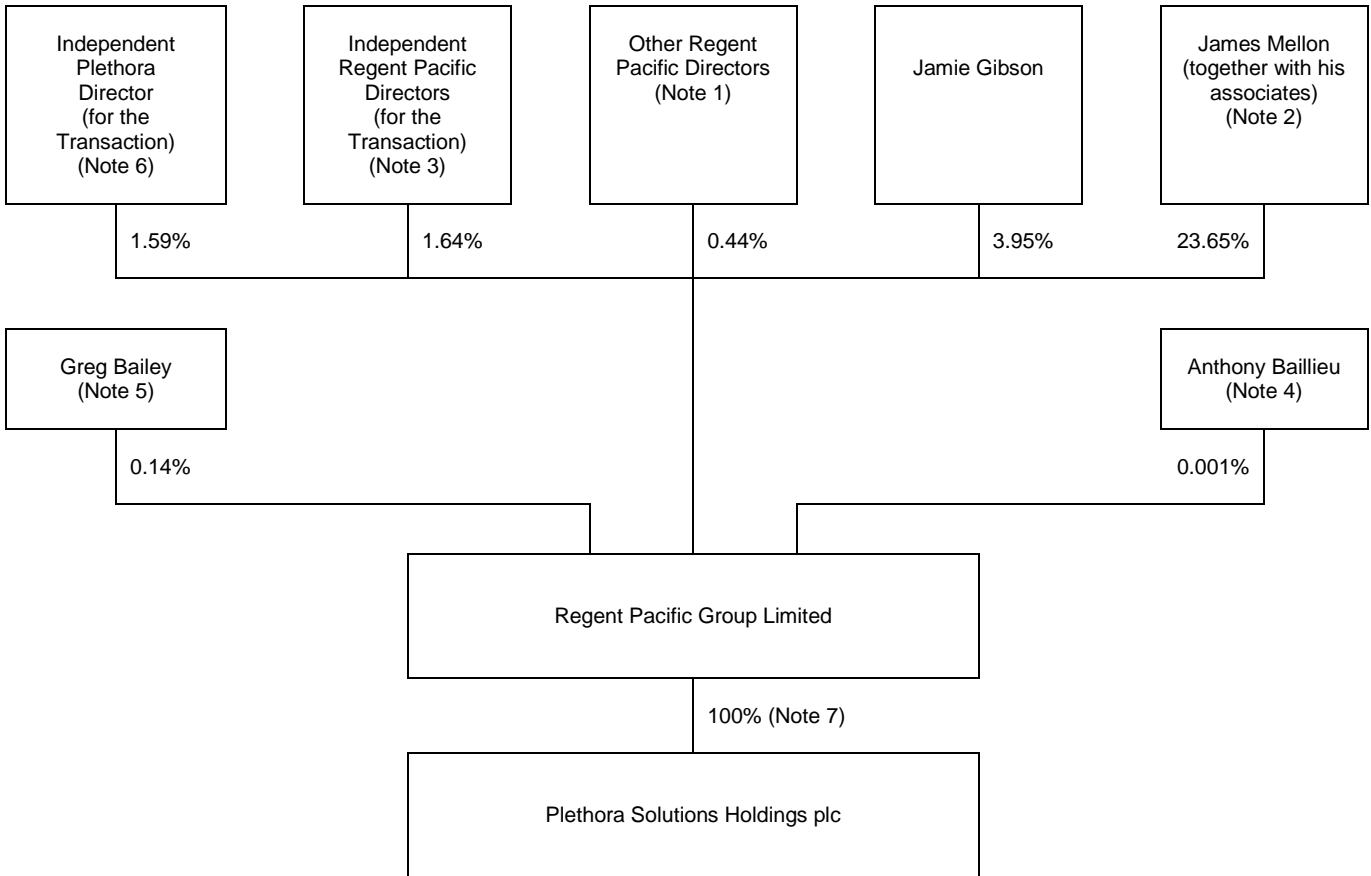 Independent
Plethora
Director
(for the
Transaction)
(Note 6)
Independent
Regent Pacific
Directors
(for the
Transaction)
(Note 3)
Other Regent
Pacific Directors
(Note 1)
Jamie Gibson
James Mellon
(together with his
associates)
(Note 2)
1.59%
1.64%
0.44%
3.95%
23.65%
Greg Bailey
(Note 5)
Anthony Baillieu
(Note 4)
0.14%
0.001%
Regent Pacific Group Limited
100% (Note 7)
Plethora Solutions Holdings plc